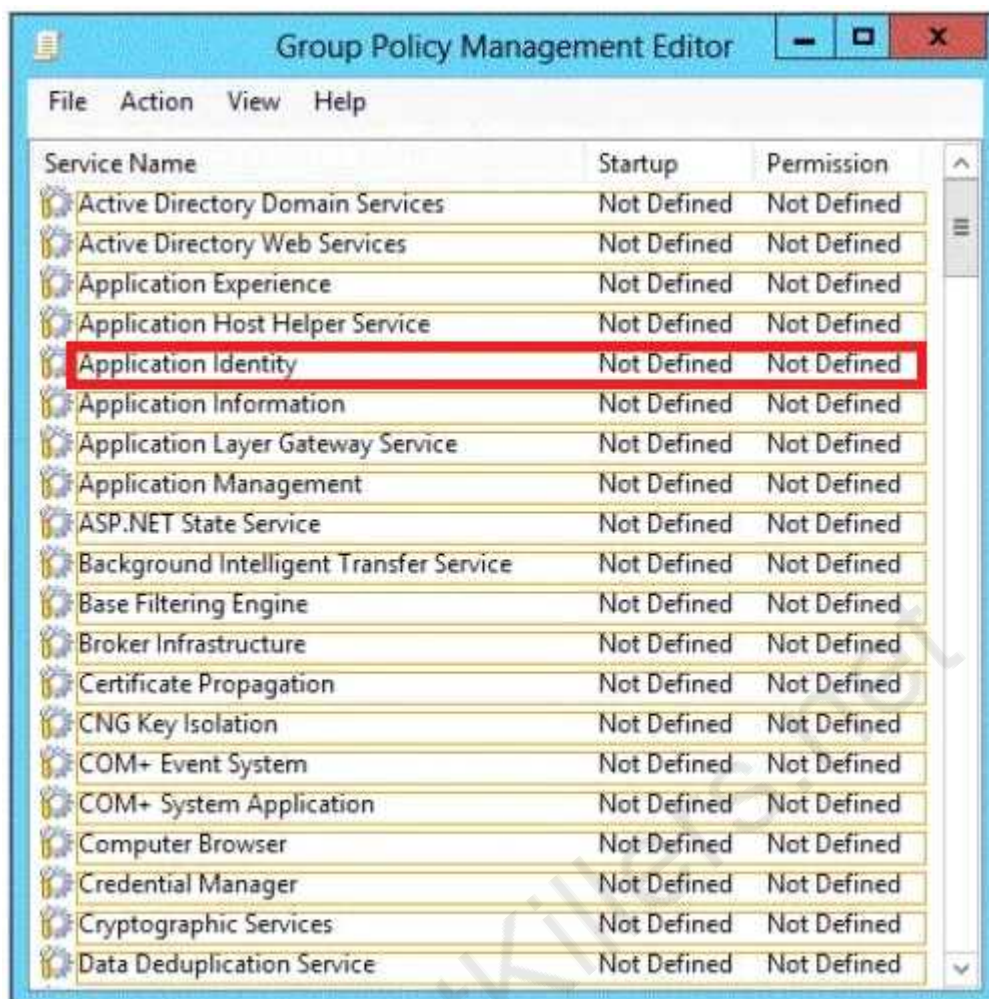 Group Policy Management Editor
File Action View Help
Service Name Startup Permission
Active Directory Domain Services Not Defined Not Defined
Active Directory Web Services Not Defined Not Defined
Application Experience Not Defined Not Defined
Application Host Helper Service Not Defined Not Defined
Application Identity Not Defined Not Defined
Application Information Not Defined Not Defined
Application Layer Gateway Service Not Defined Not Defined
Application Management Not Defined Not Defined
ASP.NET State Service Not Defined Not Defined
Background Intelligent Transfer Service Not Defined Not Defined
Base Filtering Engine Not Defined Not Defined
Broker Infrastructure Not Defined Not Defined
Certificate Propagation Not Defined Not Defined
CNG Key Isolation Not Defined Not Defined
COM+ Event System Not Defined Not Defined
COM+ System Application Not Defined Not Defined
Computer Browser Not Defined Not Defined
Credential Manager Not Defined Not Defined
Cryptographic Services Not Defined Not Defined
Data Deduplication Service Not Defined Not Defined